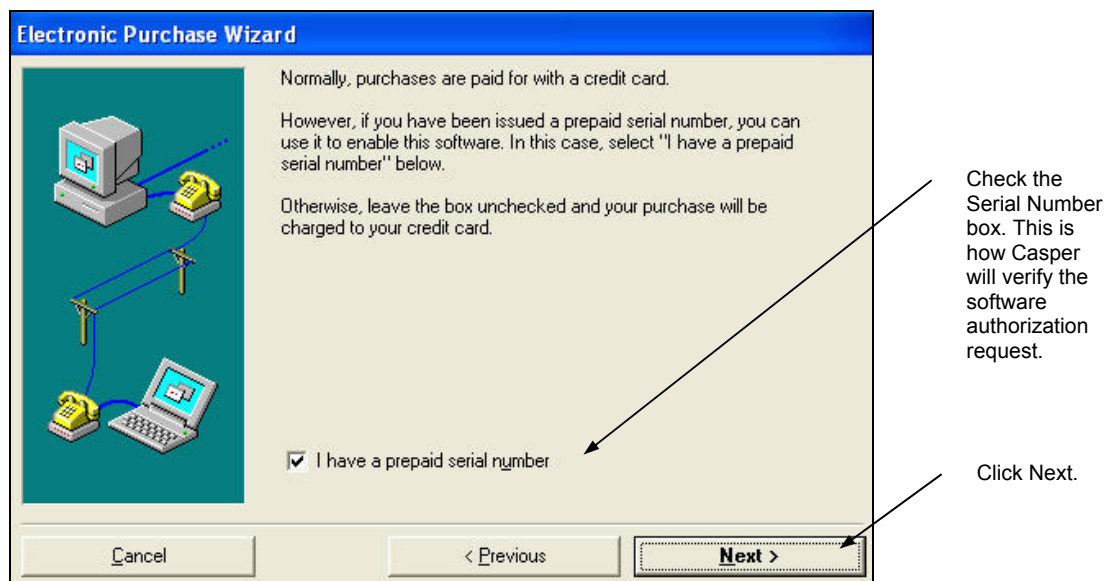 Electronic Purchase Wizard
Normally, purchases are paid for with a credit card.
However, if you have been issued a prepaid serial number, you can
use it to enable this software. In this case, select "I have a prepaid
serial number" below.
Otherwise, leave the box unchecked and your purchase will be
charged to your credit card.
I have a prepaid serial number
Cancel
< Previous
Next >
Check the
Serial Number
box. This is
how Casper
will verify the
software
authorization
request.
Click Next.